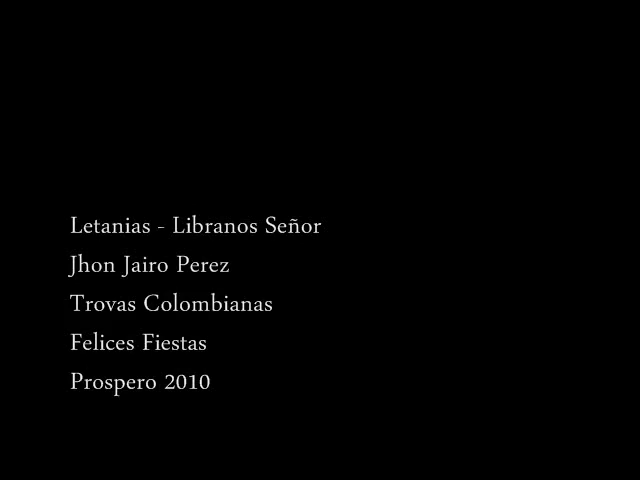 Letanias - Libranos Señor
Jhon Jairo Perez
Trovas Colombianas
Felices Fiestas
Prospero 2010